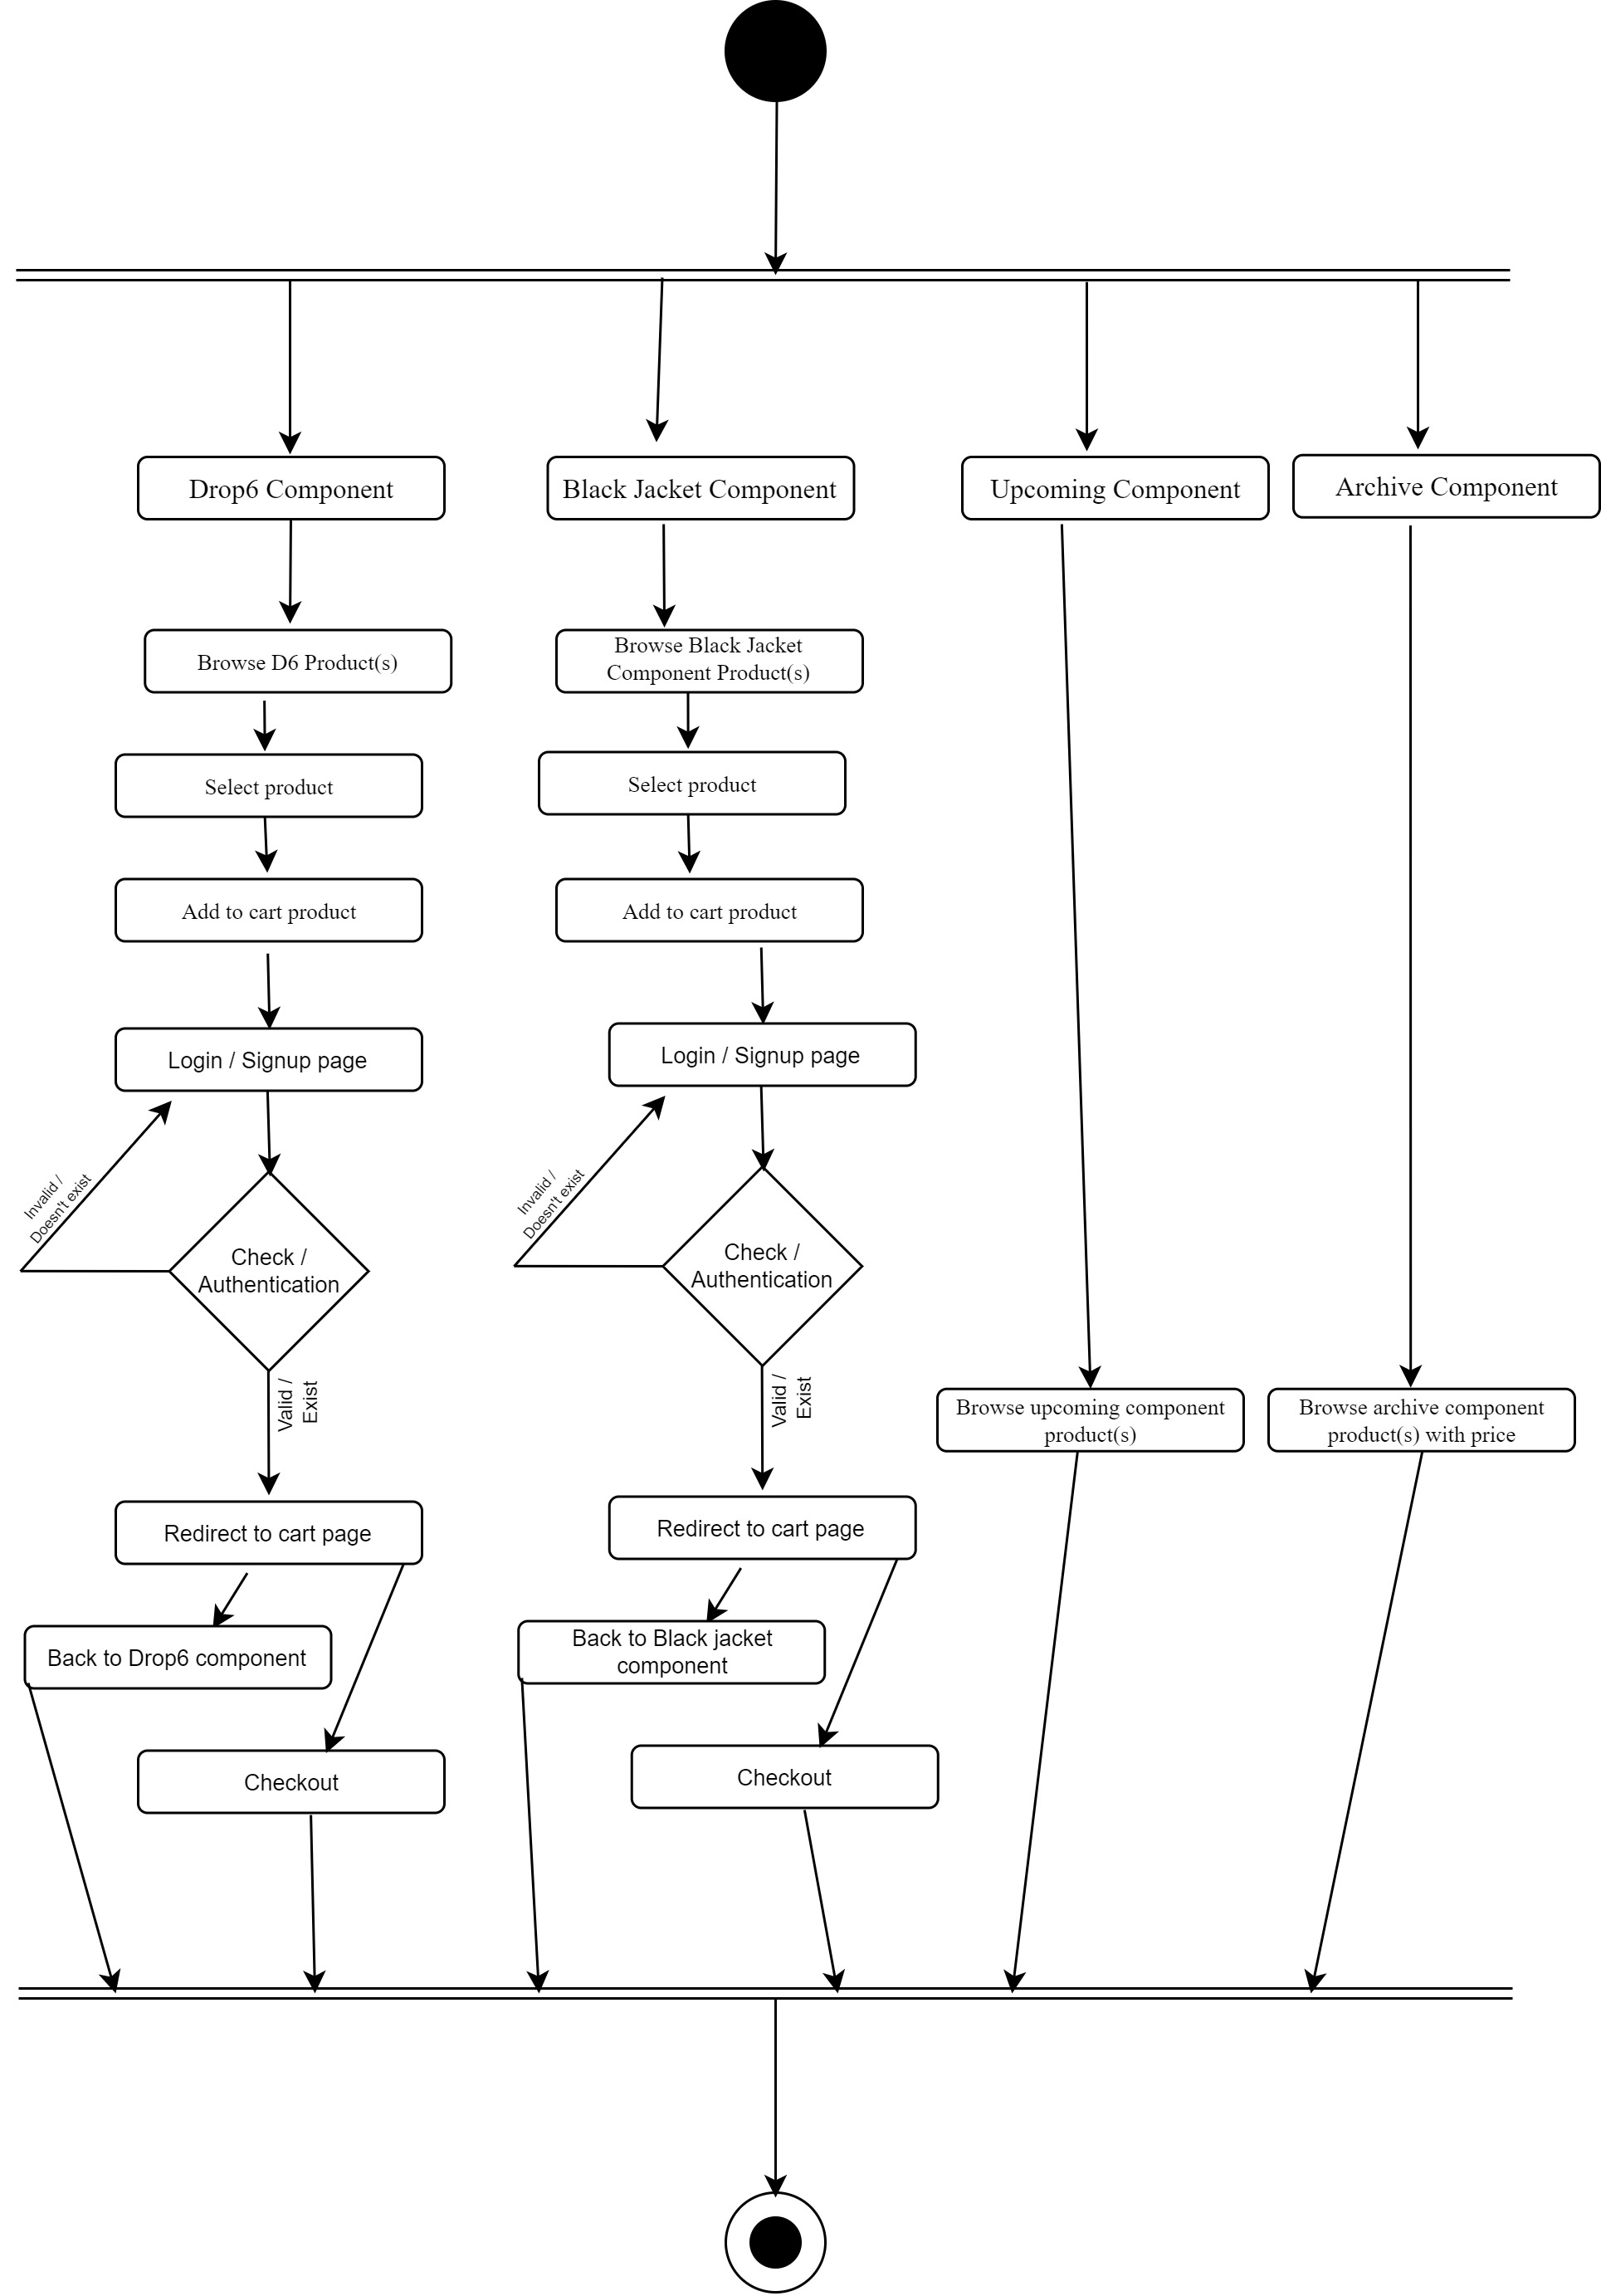 Drop6 Component
Black Jacket Component
Upcoming Component
Archive Component
Browse D6 Product(s)
Browse Black Jacket
Component Product(s)
Select product
Select product
Add to cart product
Add to cart product
Login / Signup page
Login / Signup page
Invalid /
Doesn't exist
Invalid /
Doesn't exist
Check /
Authentication
Check /
Authentication
Valid /
Exist
Valid /
Exist
Browse upcoming component
product(s)
Browse archive component
product(s) with price
Redirect to cart page
Redirect to cart page
Back to Drop6 component
Back to Black jacket
component
Checkout
Checkout